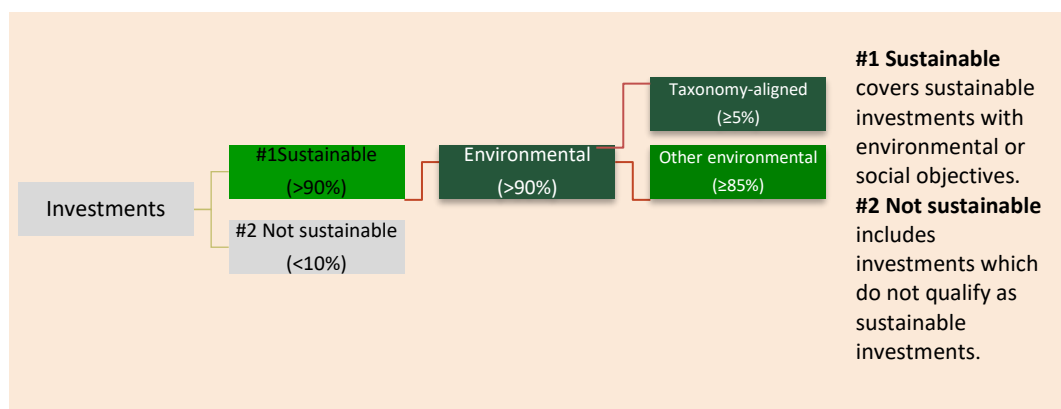 Investments
#1Sustainable
(>90%)
#2 Not sustainable
(<10%)
Environmental
(>90%)
Taxonomy-aligned
(≥5%)
Other environmental
(≥85%)
#1 Sustainable
covers sustainable
investments with
environmental or
social objectives.
#2 Not sustainable
includes
investments which
do not qualify as
sustainable
investments.